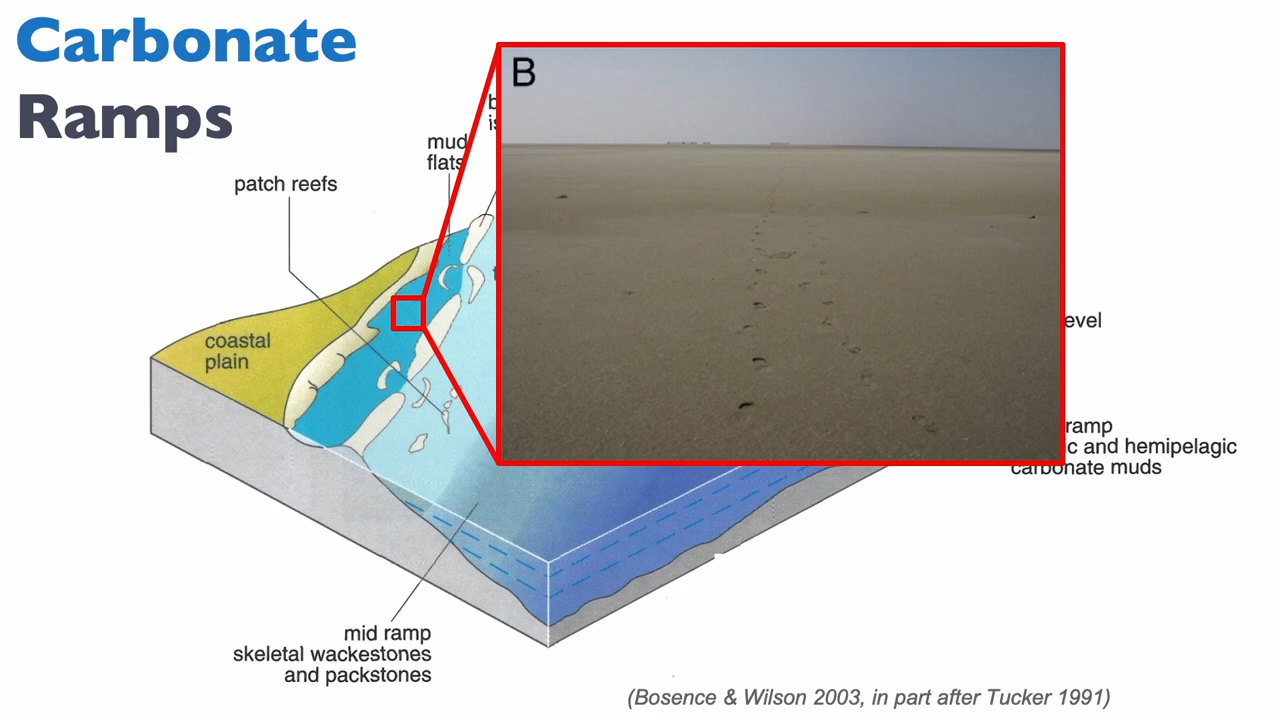 Carbonate
Ramps
B
mud
flats
patch reefs
coastal
plain
evel
ramp
ic and hemipelagic
carbonate muds
mid ramp
skeletal wackestones
and packstones
(Bosence & Wilson 2003, in part after Tucker 1991)